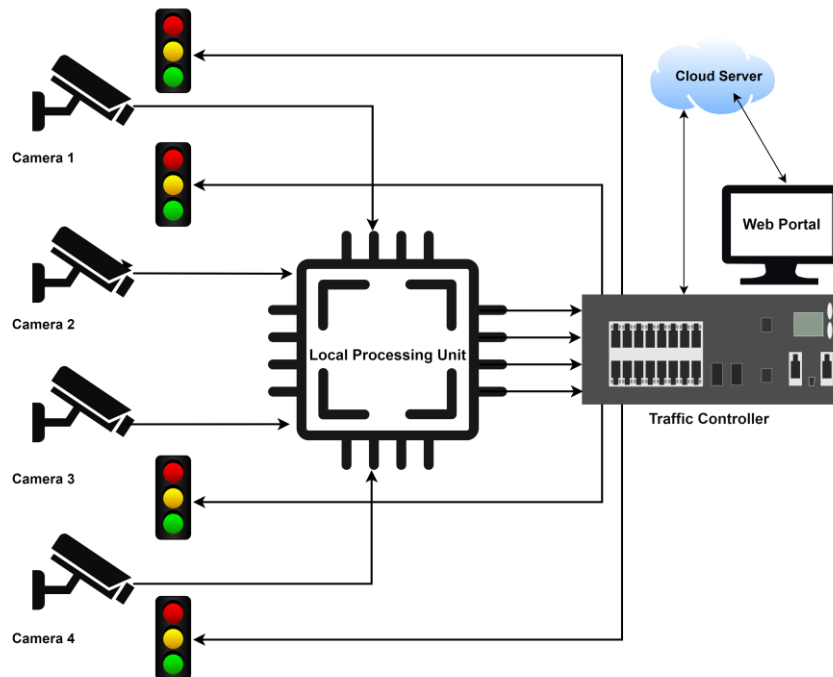 Cloud Server
Camera 1
Web Portal
Camera 2
Local Processing Unit
Traffic Controller
Camera 3
Camera 4